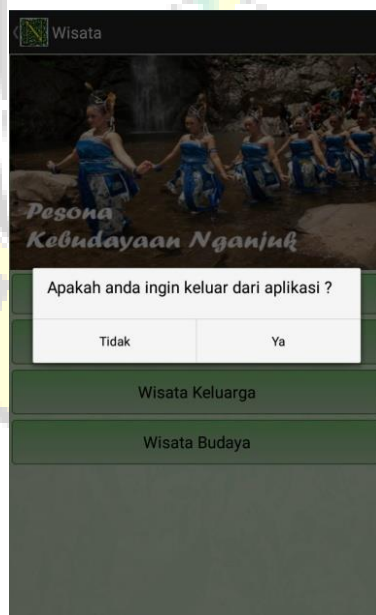 Wisata
Pesona
Kebudayaan Nganjuk
Apakah anda ingin keluar dari aplikasi ?
Tidak Ya
Wisata Keluarga
Wisata Budaya